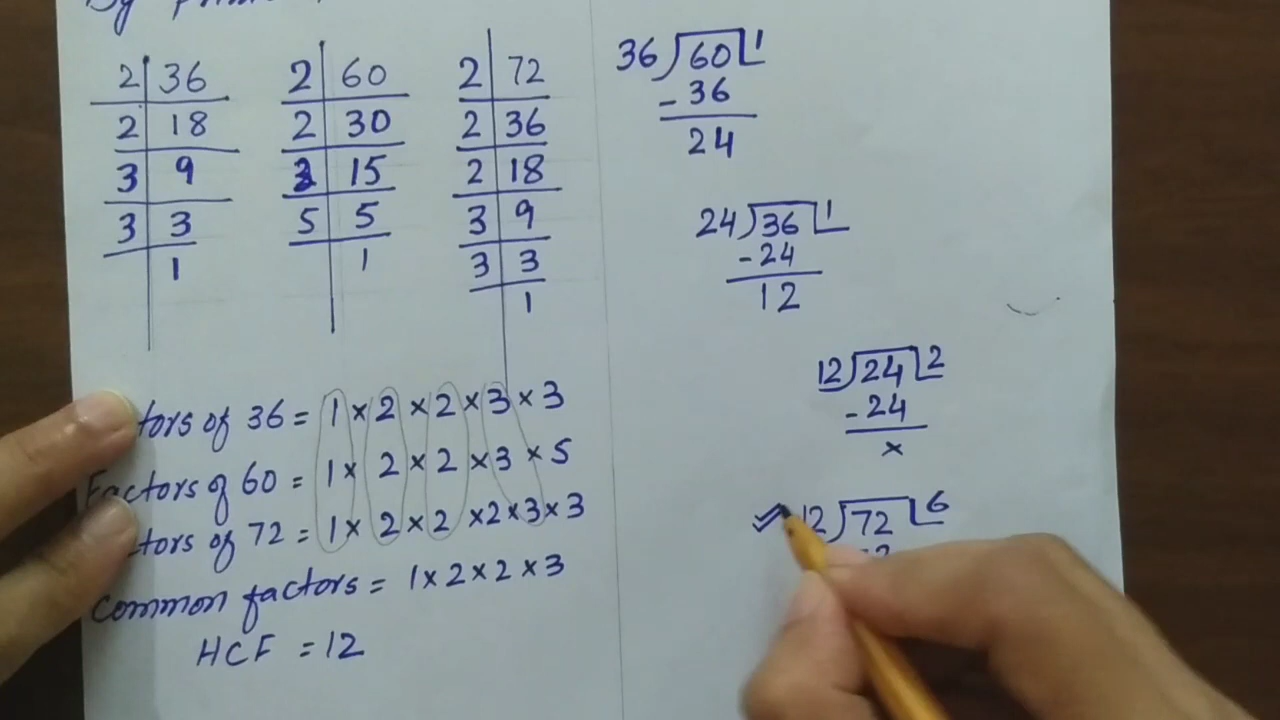 By
2 36
2 18
3 9
3 3
1
2 60
2 30
3 15
5 5
1
2 72
2 36
2 18
3 9
3 3
1
tors of 36 = 1 × 2 × 2 × 3 × 3
Factors of 60 = 1 × 2 × 2 × 3 × 5
tors of 72 = 1 × 2 × 2 × 2 × 3 × 3
Common factors = 1 × 2 × 2 × 3
HCF = 12
36 ) 60 1
- 36
24
24 ) 36 1
- 24
12
12 ) 24 2
- 24
×
12 ) 72 6